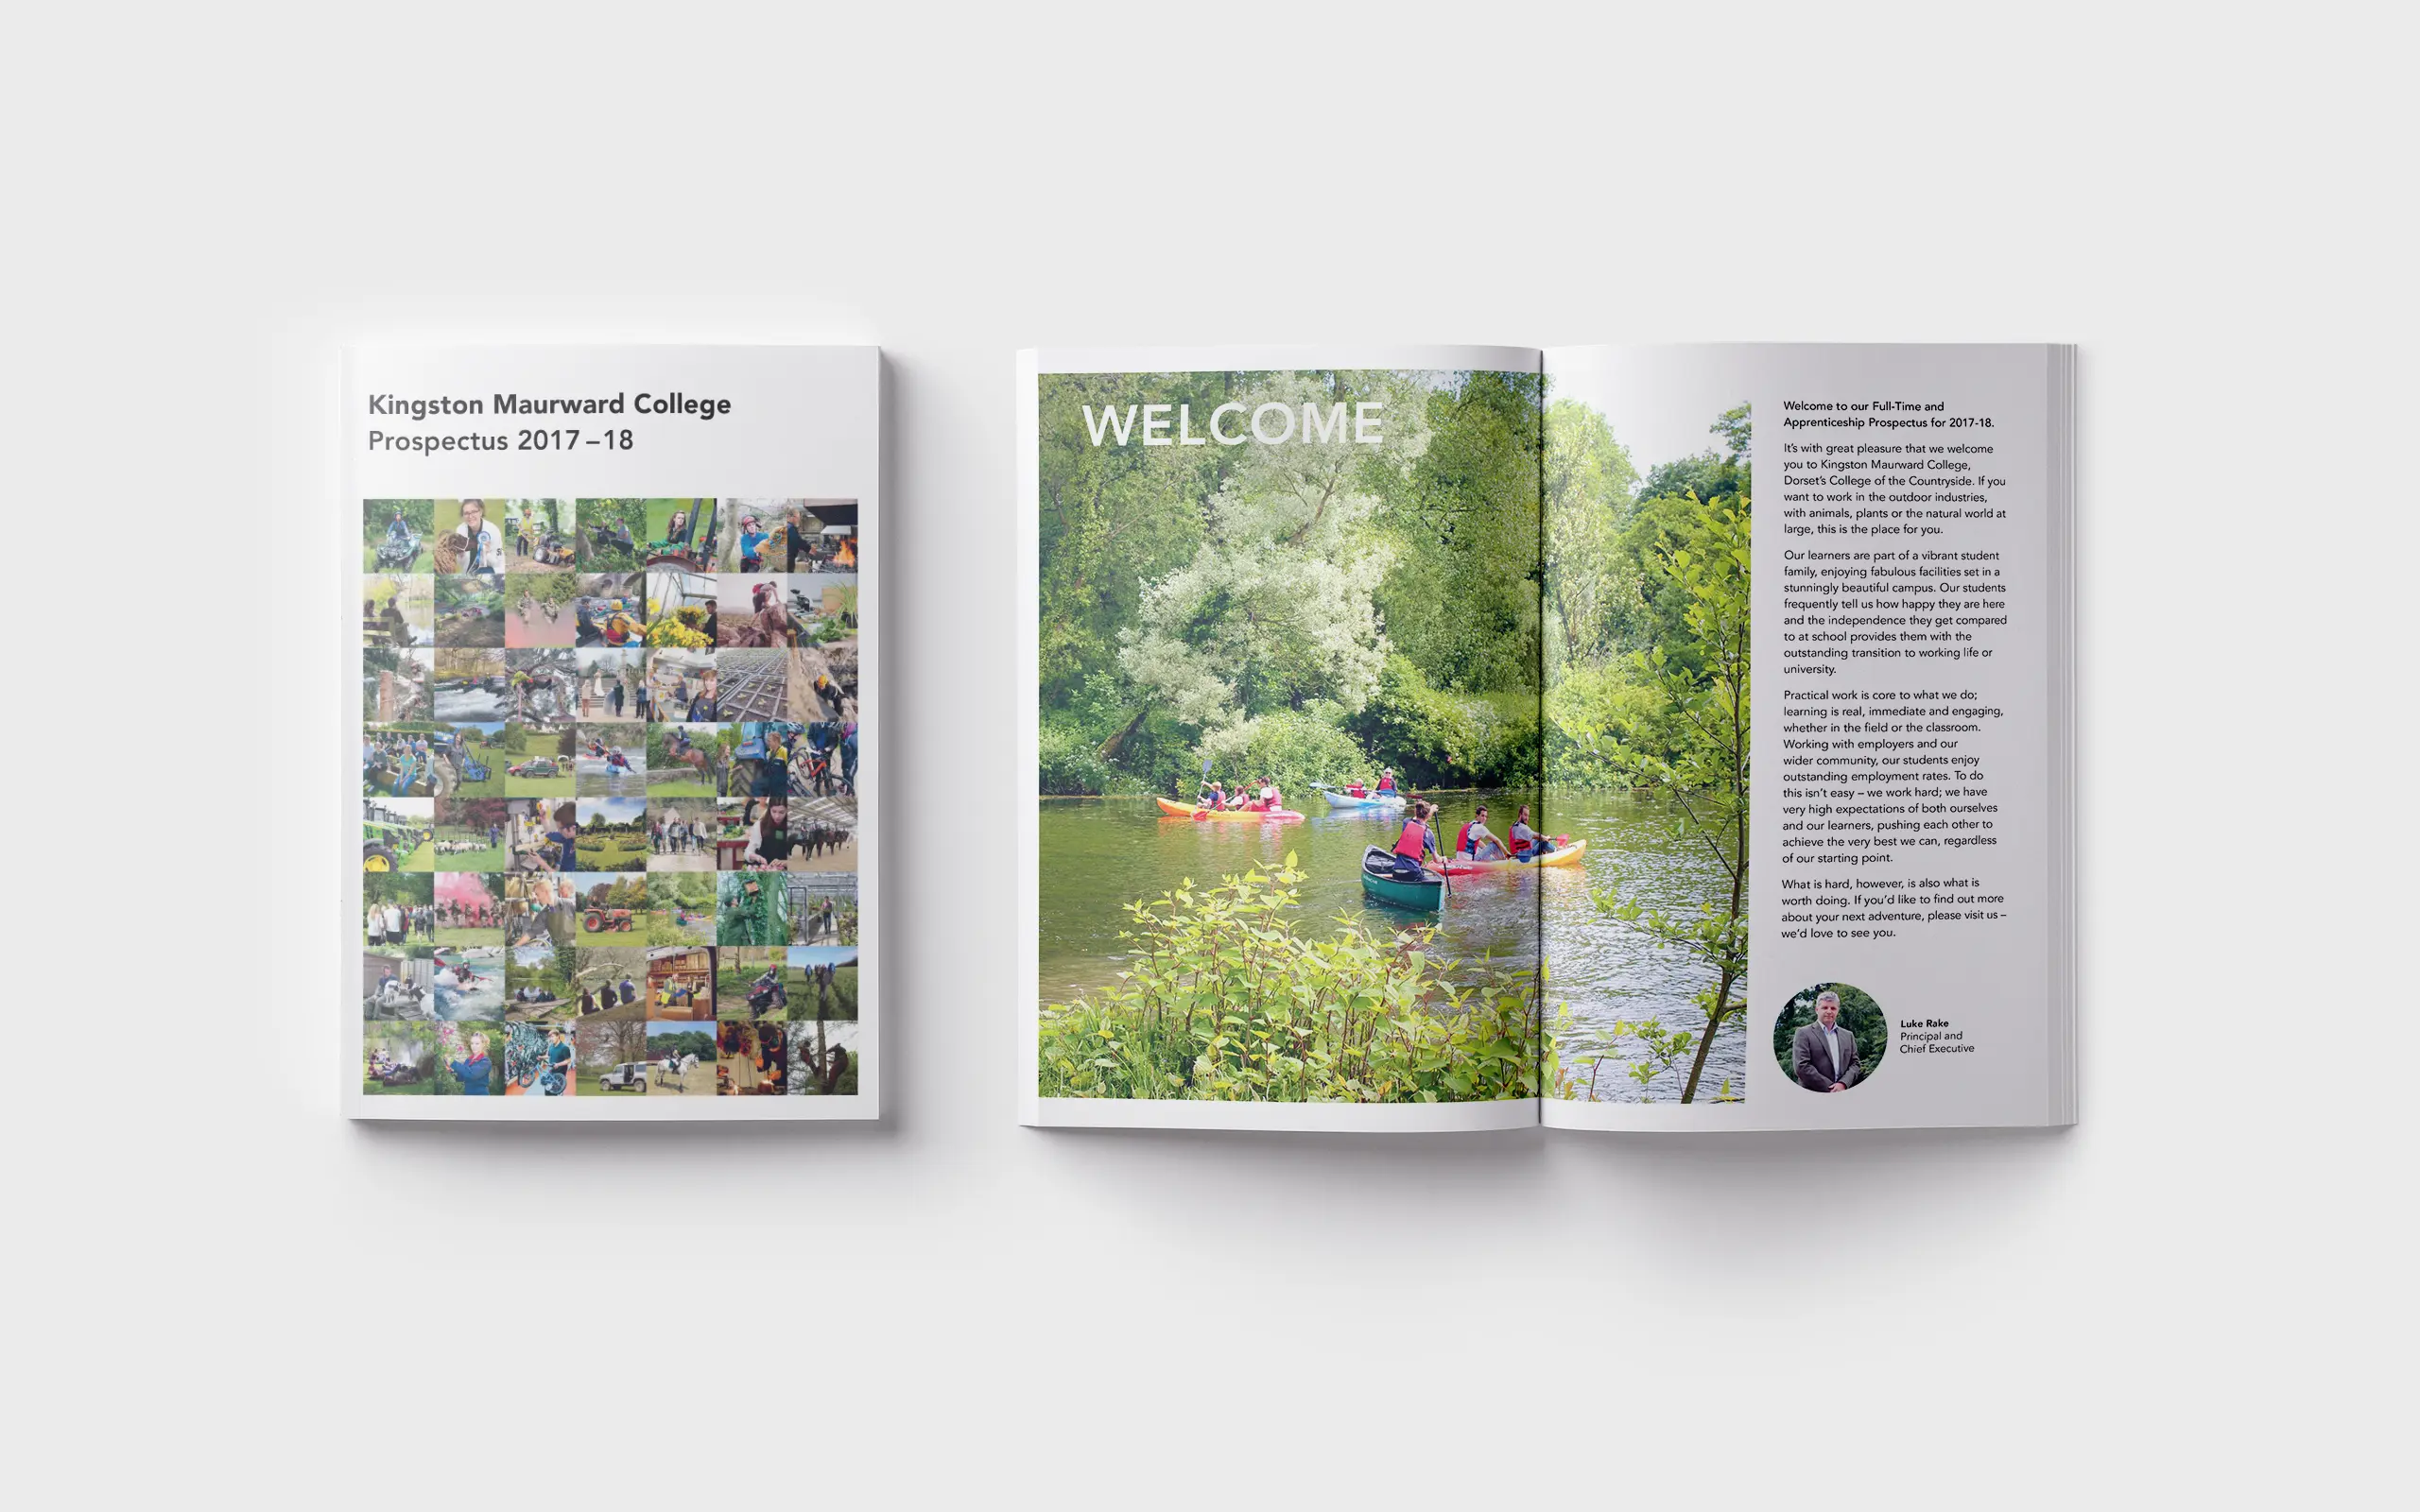 Kingston Maurward College
Prospectus 2017–18
WELCOME
Welcome to our Full-Time and
Apprenticeship Prospectus for 2017-18.
It's with great pleasure that we welcome
you to Kingston Maurward College,
Dorset's College of the Countryside. If you
want to work in the outdoor industries,
with animals, plants or the natural world at
large, this is the place for you.
Our learners are part of a vibrant student
family, enjoying fabulous facilities set in a
stunningly beautiful campus. Our students
frequently tell us how happy they are here
and the independence they get compared
to at school provides them with the
outstanding transition to working life or
university.
Practical work is core to what we do;
learning is real, immediate and engaging,
whether in the field or the classroom.
Working with employers and our
wider community, our students enjoy
outstanding employment rates. To do
this isn't easy – we work hard; we have
very high expectations of both ourselves
and our learners, pushing each other to
achieve the very best we can, regardless
of our starting point.
What is hard, however, is also what is
worth doing. If you'd like to find out more
about your next adventure, please visit us –
we'd love to see you.
Luke Rake
Principal and
Chief Executive